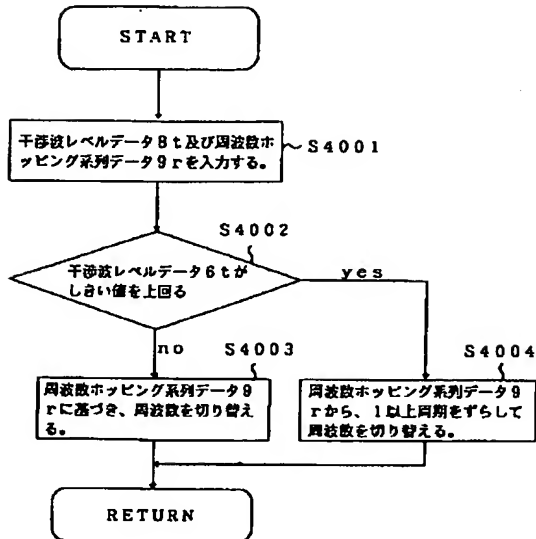 START
干渉波レベルデータ8t及び周波数ホ
ッピング系列データ9rを入力する。
S4001
S4002
干渉波レベルデータ6tが
しきい値を上回る
yes
no
S4003
S4004
周波数ホッピング系列データ9
rに基づき、周波数を切り替え
る。
周波数ホッピング系列データ9
rから、1以上周期をずらして
周波数を切り替える。
RETURN